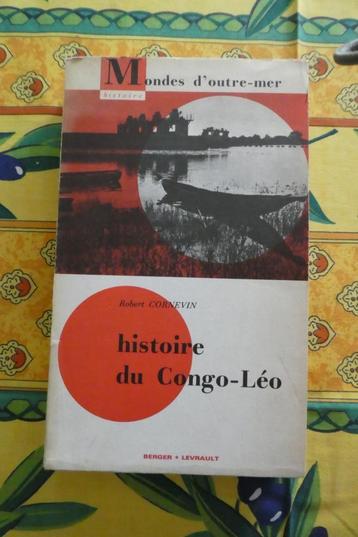 Mondes d'outre-mer
histoire
Robert CORNEVIN
histoire
du Congo-Léo
BERGER • LEVRAULT